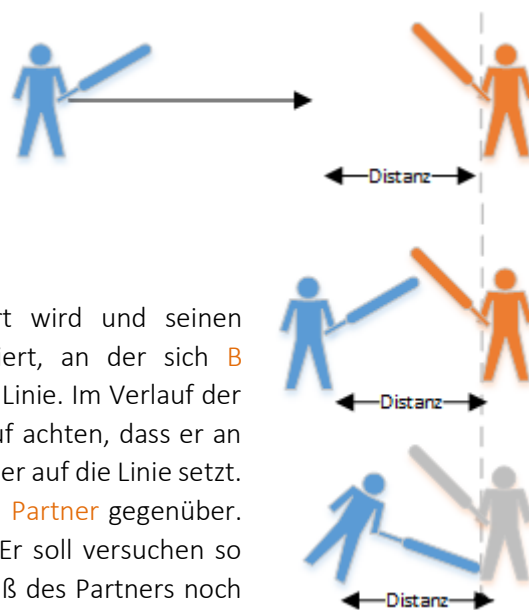 Distanz
rt wird und seinen
iert, an der sich B
Linie. Im Verlauf der
Distanz
uf achten, dass er an
er auf die Linie setzt.
Partner gegenüber.
Er soll versuchen so
ß des Partners noch
Distanz